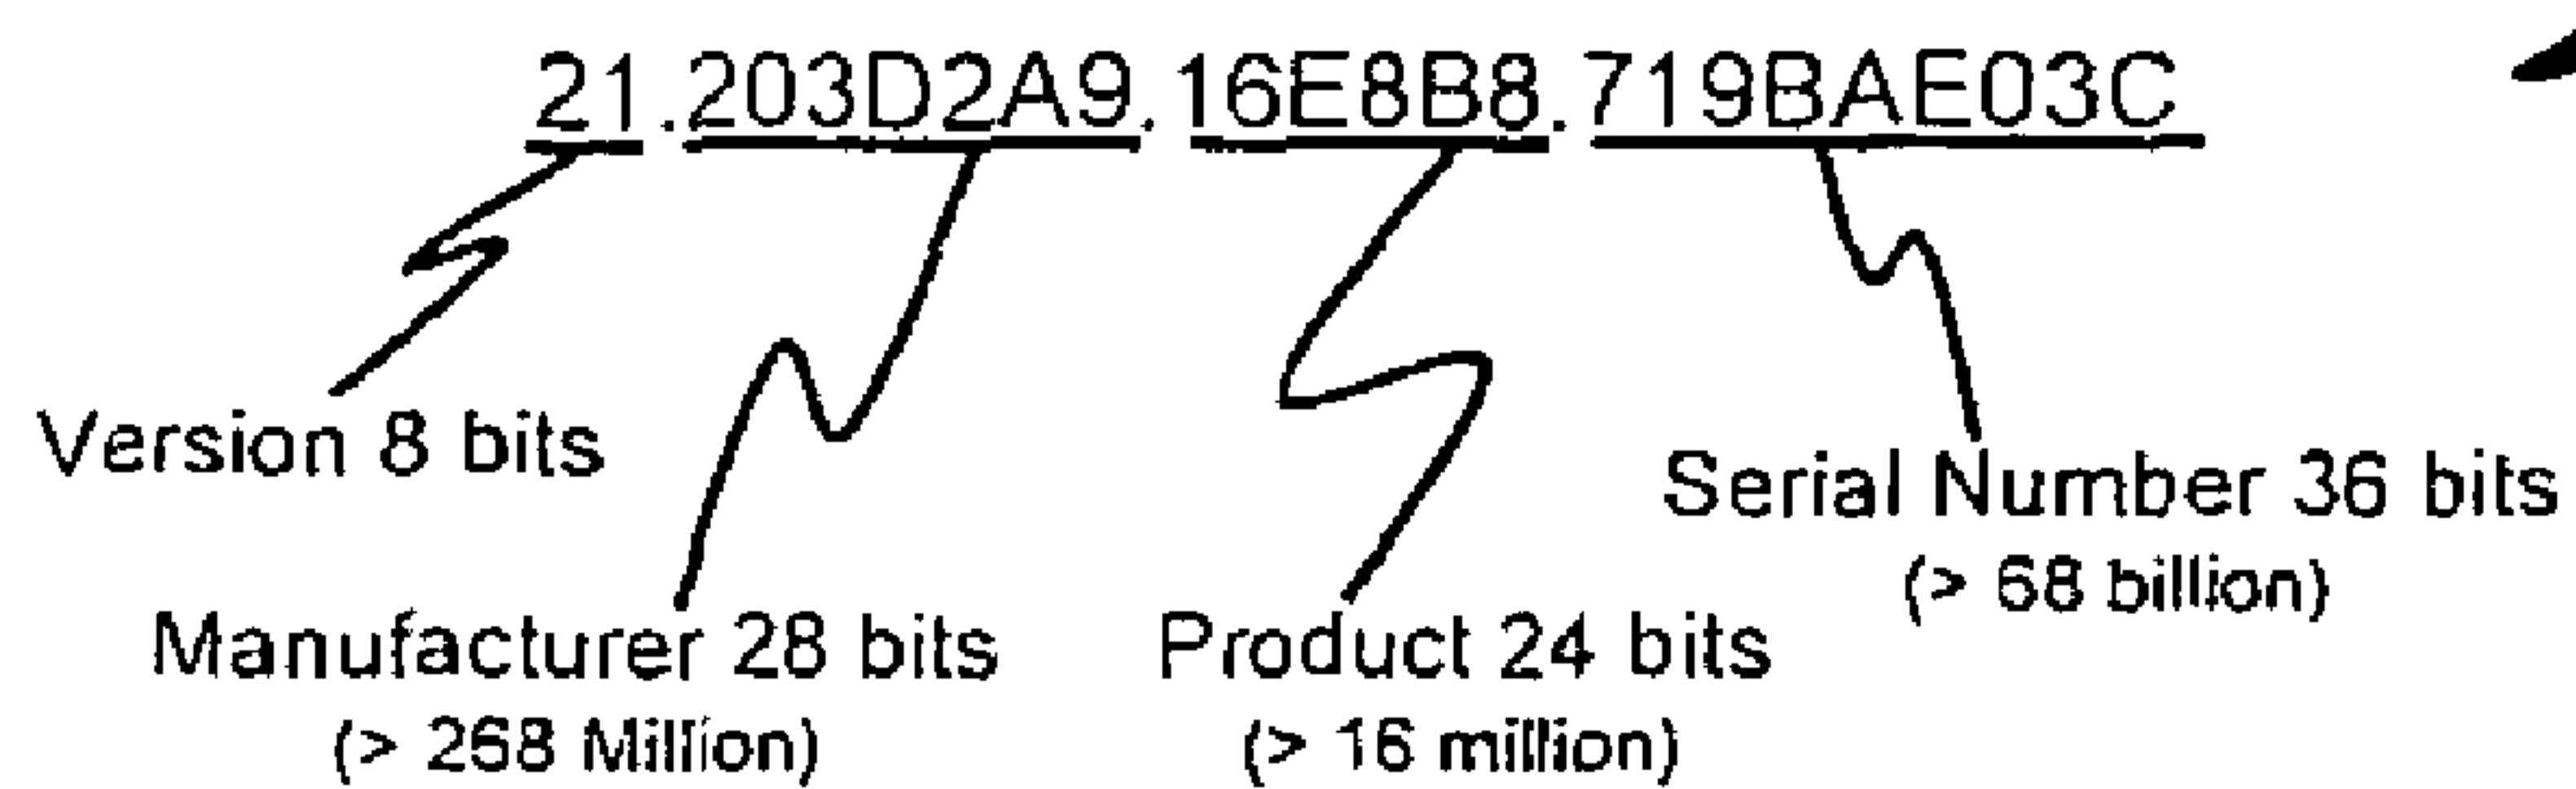 21.203D2A9.16E8B8.719BAE03C
Version 8 bits
Serial Number 36 bits
(> 68 billion)
Manufacturer 28 bits
Product 24 bits
(> 268 Million)
(> 16 million)